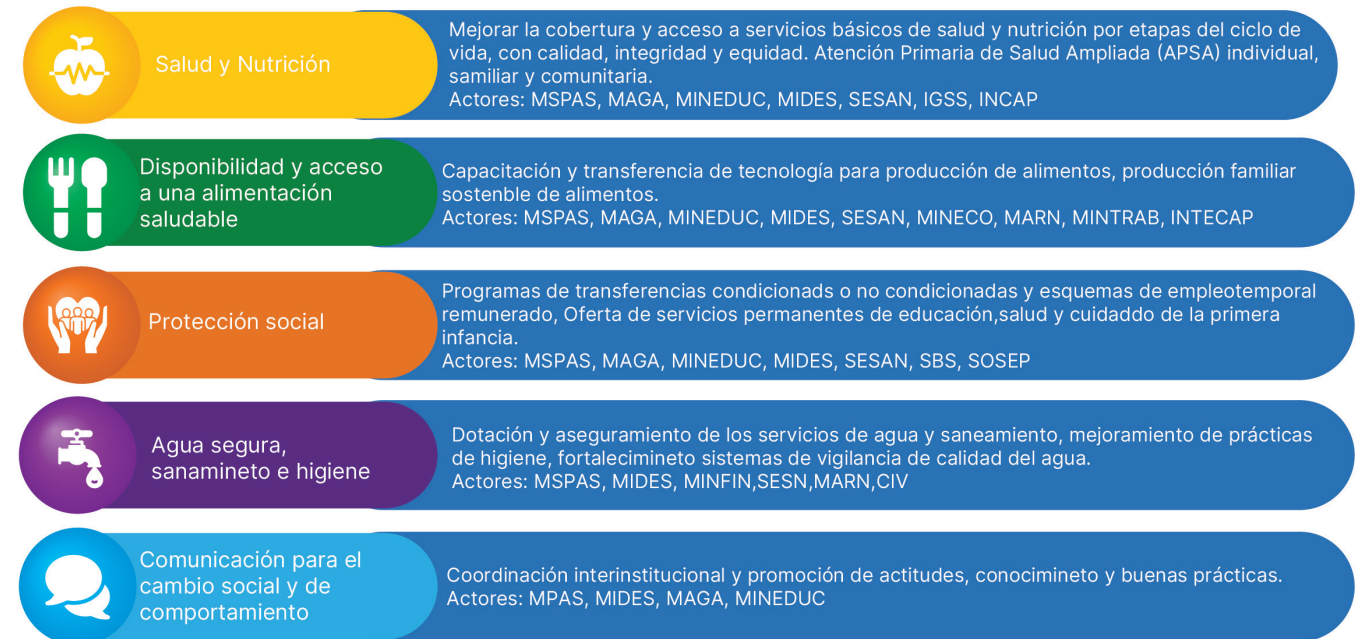 Salud y Nutrición
Mejorar la cobertura y acceso a servicios básicos de salud y nutrición por etapas del ciclo de
vida, con calidad, integridad y equidad. Atención Primaria de Salud Ampliada (APSA) individual,
samiliar y comunitaria.
Actores: MSPAS, MAGA, MINEDUC, MIDES, SESAN, IGSS, INCAP
Disponibilidad y acceso
a una alimentación
saludable
Capacitación y transferencia de tecnología para producción de alimentos, producción familiar
sostenble de alimentos.
Actores: MSPAS, MAGA, MINEDUC, MIDES, SESAN, MINECO, MARN, MINTRAB, INTECAP
Protección social
Programas de transferencias condicionads o no condicionadas y esquemas de empleotemporal
remunerado, Oferta de servicios permanentes de educación,salud y cuidaddo de la primera
infancia.
Actores: MSPAS, MAGA, MINEDUC, MIDES, SESAN, SBS, SOSEP
Agua segura,
sanamineto e higiene
Dotación y aseguramiento de los servicios de agua y saneamiento, mejoramiento de prácticas
de higiene, fortalecimineto sistemas de vigilancia de calidad del agua.
Actores: MSPAS, MIDES, MINFIN,SESN,MARN,CIV
Comunicación para el
cambio social y de
comportamiento
Coordinación interinstitucional y promoción de actitudes, conocimineto y buenas prácticas.
Actores: MPAS, MIDES, MAGA, MINEDUC